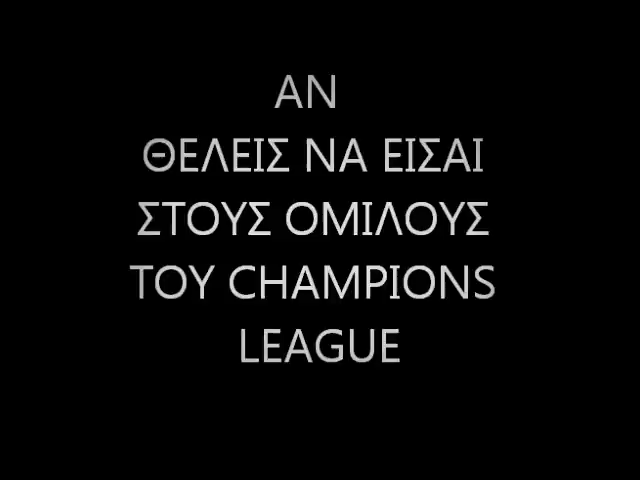 ΑΝ
ΘΕΛΕΙΣ ΝΑ ΕΙΣΑΙ
ΣΤΟΥΣ ΟΜΙΛΟΥΣ
ΤΟΥ CHAMPIONS
LEAGUE